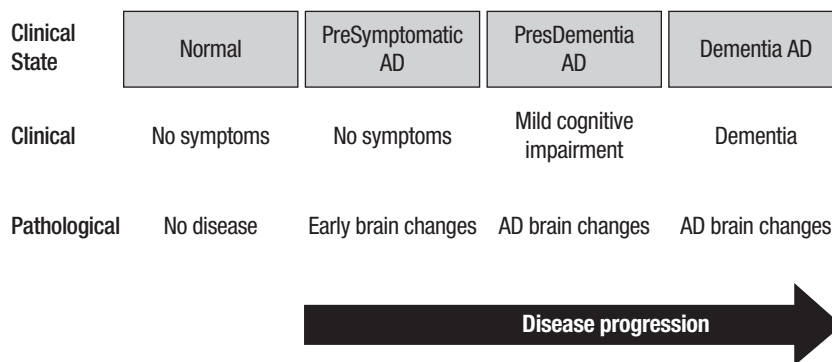 Clinical
State
Normal
PreSymptomatic
AD
PresDementia
AD
Dementia AD
Clinical
No symptoms
No symptoms
Mild cognitive
impairment
Dementia
Pathological
No disease
Early brain changes
AD brain changes
AD brain changes
Disease progression